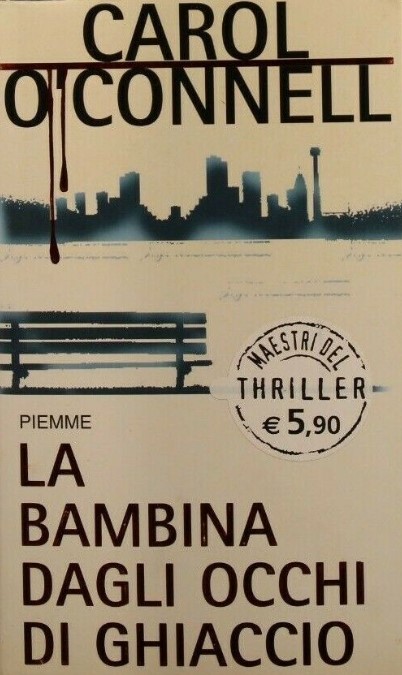 CAROL
O'CONNELL
MAESTRI DEL
THRILLER
€ 5,90
PIEMME
LA
BAMBINA
DAGLI OCCHI
DI GHIACCIO